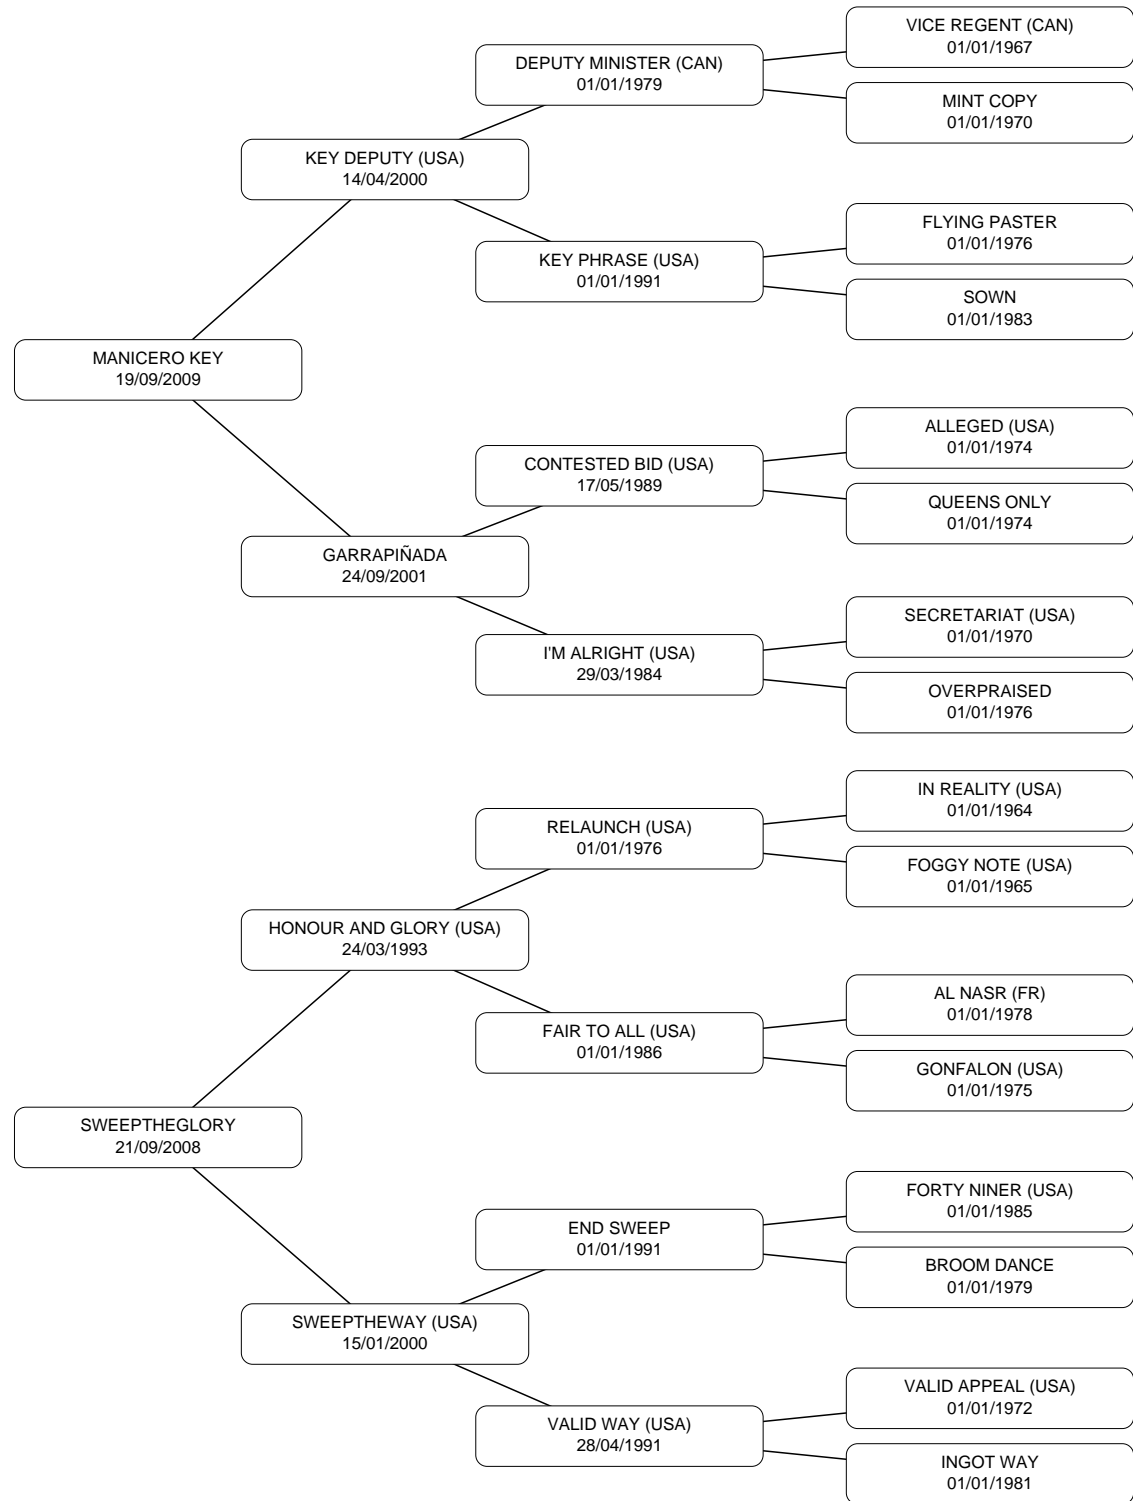 VICE REGENT (CAN)
01/01/1967
DEPUTY MINISTER (CAN)
01/01/1979
MINT COPY
01/01/1970
KEY DEPUTY (USA)
14/04/2000
FLYING PASTER
01/01/1976
KEY PHRASE (USA)
01/01/1991
SOWN
01/01/1983
MANICERO KEY
19/09/2009
ALLEGED (USA)
01/01/1974
CONTESTED BID (USA)
17/05/1989
QUEENS ONLY
01/01/1974
GARRAPIÑADA
24/09/2001
SECRETARIAT (USA)
01/01/1970
I'M ALRIGHT (USA)
29/03/1984
OVERPRAISED
01/01/1976
IN REALITY (USA)
01/01/1964
RELAUNCH (USA)
01/01/1976
FOGGY NOTE (USA)
01/01/1965
HONOUR AND GLORY (USA)
24/03/1993
AL NASR (FR)
01/01/1978
FAIR TO ALL (USA)
01/01/1986
GONFALON (USA)
01/01/1975
SWEEPTHEGLORY
21/09/2008
FORTY NINER (USA)
01/01/1985
END SWEEP
01/01/1991
BROOM DANCE
01/01/1979
SWEEPTHEWAY (USA)
15/01/2000
VALID APPEAL (USA)
01/01/1972
VALID WAY (USA)
28/04/1991
INGOT WAY
01/01/1981